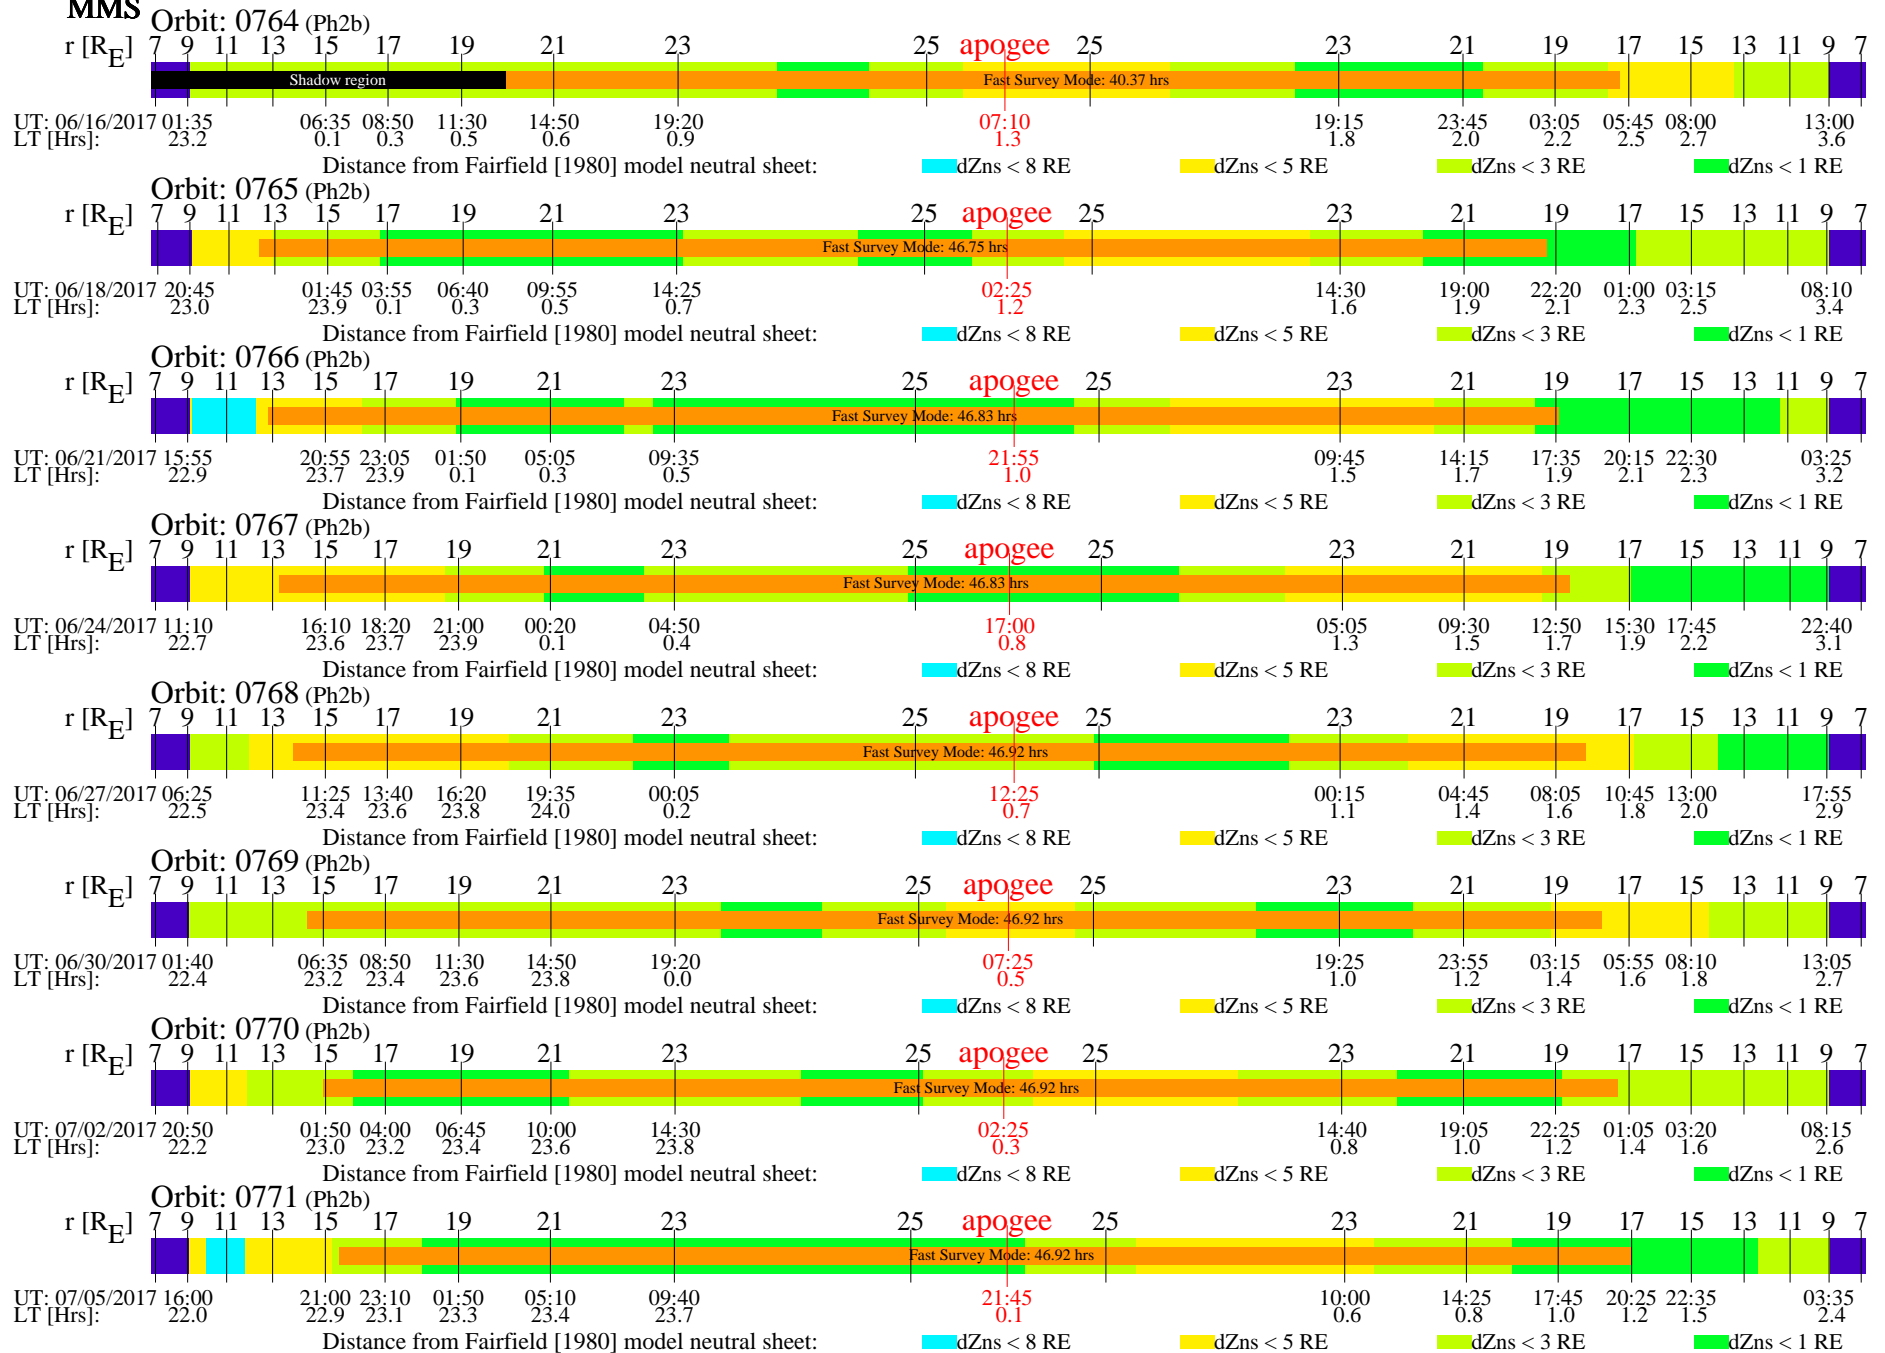 MMS
Orbit: 0764 (Ph2b)
r [RE] 7 9 11 13 15 17 19 21 23 25 apogee 25 23 21 19 17 15 13 11 9 7
Shadow region Fast Survey Mode: 40.37 hrs
UT: 06/16/2017 01:35 06:35 08:50 11:30 14:50 19:20 07:10 19:15 23:45 03:05 05:45 08:00 13:00
LT [Hrs]: 23.2 0.1 0.3 0.5 0.6 0.9 1.3 1.8 2.0 2.2 2.5 2.7 3.6
Distance from Fairfield [1980] model neutral sheet: dZns < 8 RE dZns < 5 RE dZns < 3 RE dZns < 1 RE
Orbit: 0765 (Ph2b)
r [RE] 7 9 11 13 15 17 19 21 23 25 apogee 25 23 21 19 17 15 13 11 9 7
Fast Survey Mode: 46.75 hrs
UT: 06/18/2017 20:45 01:45 03:55 06:40 09:55 14:25 02:25 14:30 19:00 22:20 01:00 03:15 08:10
LT [Hrs]: 23.0 23.9 0.1 0.3 0.5 0.7 1.2 1.6 1.9 2.1 2.3 2.5 3.4
Distance from Fairfield [1980] model neutral sheet: dZns < 8 RE dZns < 5 RE dZns < 3 RE dZns < 1 RE
Orbit: 0766 (Ph2b)
r [RE] 7 9 11 13 15 17 19 21 23 25 apogee 25 23 21 19 17 15 13 11 9 7
Fast Survey Mode: 46.83 hrs
UT: 06/21/2017 15:55 20:55 23:05 01:50 05:05 09:35 21:55 09:45 14:15 17:35 20:15 22:30 03:25
LT [Hrs]: 22.9 23.7 23.9 0.1 0.3 0.5 1.0 1.5 1.7 1.9 2.1 2.3 3.2
Distance from Fairfield [1980] model neutral sheet: dZns < 8 RE dZns < 5 RE dZns < 3 RE dZns < 1 RE
Orbit: 0767 (Ph2b)
r [RE] 7 9 11 13 15 17 19 21 23 25 apogee 25 23 21 19 17 15 13 11 9 7
Fast Survey Mode: 46.83 hrs
UT: 06/24/2017 11:10 16:10 18:20 21:00 00:20 04:50 17:00 05:05 09:30 12:50 15:30 17:45 22:40
LT [Hrs]: 22.7 23.6 23.7 23.9 0.1 0.4 0.8 1.3 1.5 1.7 1.9 2.2 3.1
Distance from Fairfield [1980] model neutral sheet: dZns < 8 RE dZns < 5 RE dZns < 3 RE dZns < 1 RE
Orbit: 0768 (Ph2b)
r [RE] 7 9 11 13 15 17 19 21 23 25 apogee 25 23 21 19 17 15 13 11 9 7
Fast Survey Mode: 46.92 hrs
UT: 06/27/2017 06:25 11:25 13:40 16:20 19:35 00:05 12:25 00:15 04:45 08:05 10:45 13:00 17:55
LT [Hrs]: 22.5 23.4 23.6 23.8 24.0 0.2 0.7 1.1 1.4 1.6 1.8 2.0 2.9
Distance from Fairfield [1980] model neutral sheet: dZns < 8 RE dZns < 5 RE dZns < 3 RE dZns < 1 RE
Orbit: 0769 (Ph2b)
r [RE] 7 9 11 13 15 17 19 21 23 25 apogee 25 23 21 19 17 15 13 11 9 7
Fast Survey Mode: 46.92 hrs
UT: 06/30/2017 01:40 06:35 08:50 11:30 14:50 19:20 07:25 19:25 23:55 03:15 05:55 08:10 13:05
LT [Hrs]: 22.4 23.2 23.4 23.6 23.8 0.0 0.5 1.0 1.2 1.4 1.6 1.8 2.7
Distance from Fairfield [1980] model neutral sheet: dZns < 8 RE dZns < 5 RE dZns < 3 RE dZns < 1 RE
Orbit: 0770 (Ph2b)
r [RE] 7 9 11 13 15 17 19 21 23 25 apogee 25 23 21 19 17 15 13 11 9 7
Fast Survey Mode: 46.92 hrs
UT: 07/02/2017 20:50 01:50 04:00 06:45 10:00 14:30 02:25 14:40 19:05 22:25 01:05 03:20 08:15
LT [Hrs]: 22.2 23.0 23.2 23.4 23.6 23.8 0.3 0.8 1.0 1.2 1.4 1.6 2.6
Distance from Fairfield [1980] model neutral sheet: dZns < 8 RE dZns < 5 RE dZns < 3 RE dZns < 1 RE
Orbit: 0771 (Ph2b)
r [RE] 7 9 11 13 15 17 19 21 23 25 apogee 25 23 21 19 17 15 13 11 9 7
Fast Survey Mode: 46.92 hrs
UT: 07/05/2017 16:00 21:00 23:10 01:50 05:10 09:40 21:45 10:00 14:25 17:45 20:25 22:35 03:35
LT [Hrs]: 22.0 22.9 23.1 23.3 23.4 23.7 0.1 0.6 0.8 1.0 1.2 1.5 2.4
Distance from Fairfield [1980] model neutral sheet: dZns < 8 RE dZns < 5 RE dZns < 3 RE dZns < 1 RE